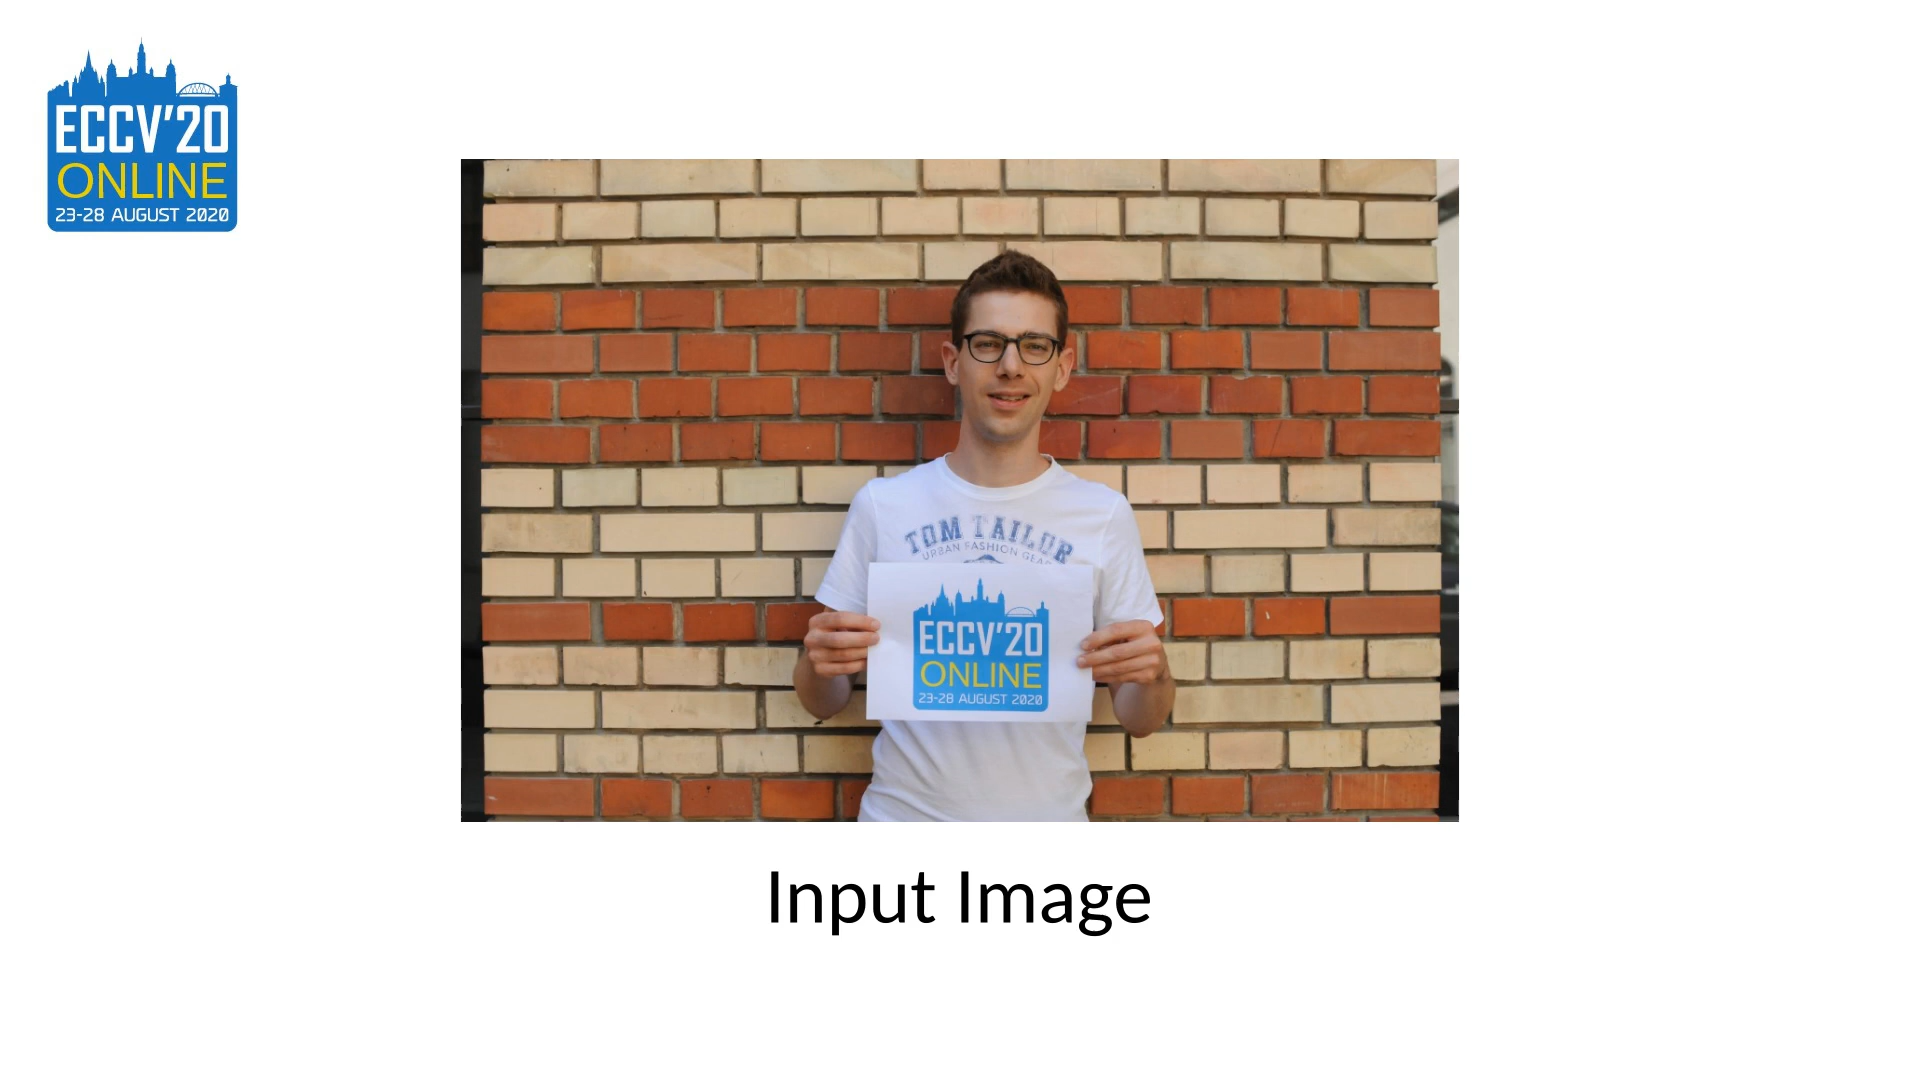 ECCV'20
ONLINE
23-28 AUGUST 2020
TOM TAILOR
URBAN FASHION GEAR
ECCV'20
ONLINE
23-28 AUGUST 2020
Input Image